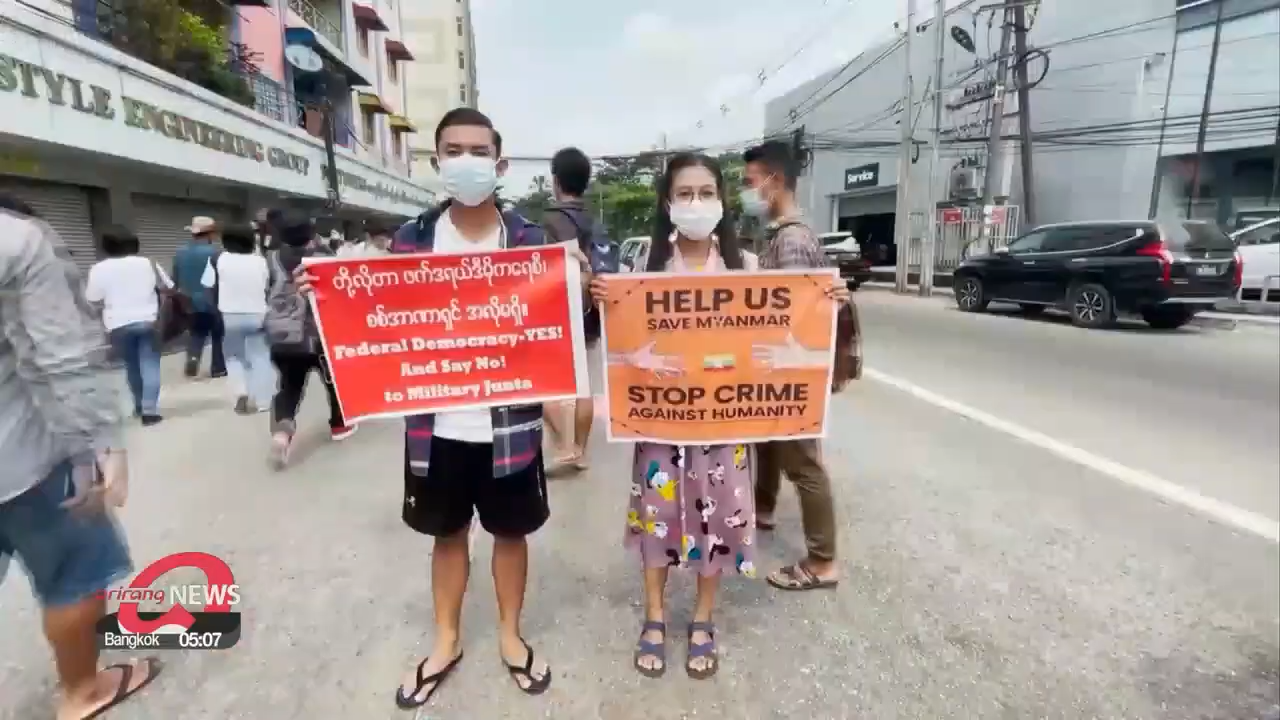 STYLE ENGINEERING GROUP
Service
တို့လိုတာ ဖက်ဒရယ်ဒီမိုကရေစီ၊
စစ်အာဏာရှင် အလိုမရှိ။
Federal Democracy-YES!
And Say No!
to Military Junta
HELP US
SAVE MYANMAR
STOP CRIME
AGAINST HUMANITY
arirang NEWS
Bangkok 05:07